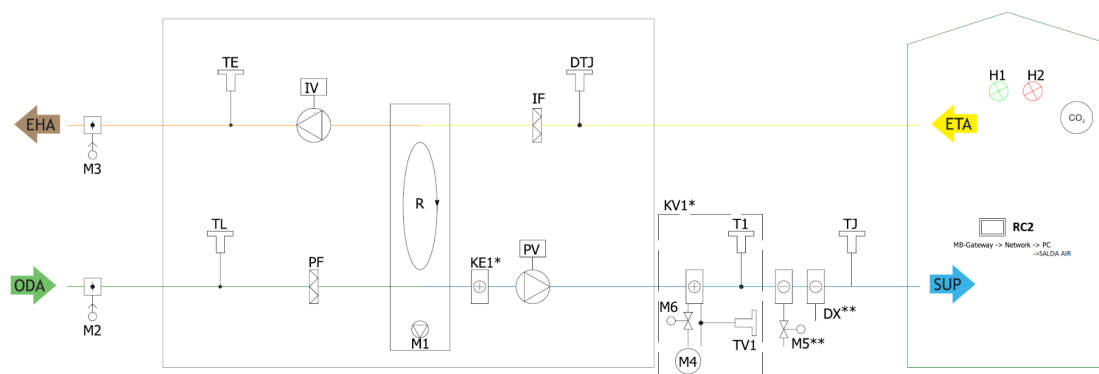 TE
DTJ
H1 H2
IV
IF
CO₂
EHA
ETA
M3
KV1*
R
T1
TJ
RC2
TL
MB-Gateway -> Network -> PC
->SALDA AIR
PF
KE1*
PV
ODA
SUP
M6
DX**
M2
M1
TV1
M5**
M4